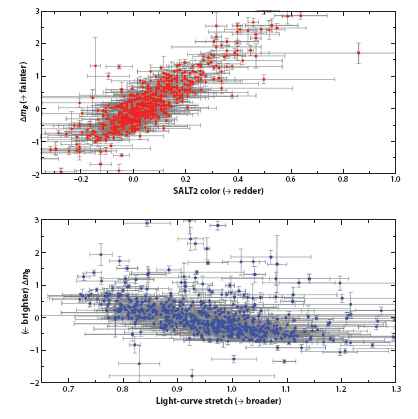 3
2
1
0
−1
−2
Δm_B (→ fainter)
−0.2 0.0 0.2 0.4 0.6 0.8 1.0
SALT2 color (→ redder)
3
2
1
0
−1
−2
(← brighter) Δm_B
0.7 0.8 0.9 1.0 1.1 1.2 1.3
Light-curve stretch (→ broader)